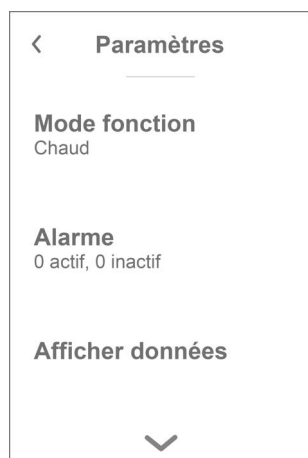 Paramètres
Mode fonction
Chaud
Alarme
0 actif, 0 inactif
Afficher données